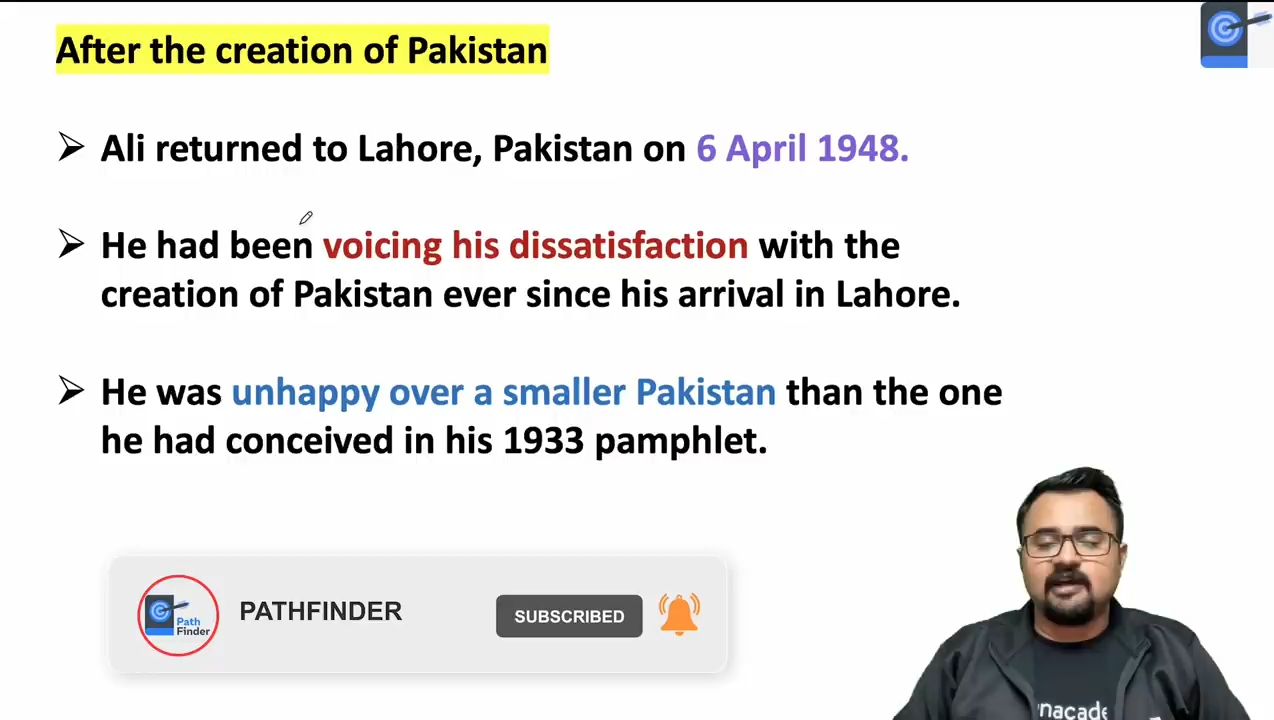 After the creation of Pakistan
Ali returned to Lahore, Pakistan on 6 April 1948.
He had been voicing his dissatisfaction with the
creation of Pakistan ever since his arrival in Lahore.
He was unhappy over a smaller Pakistan than the one
he had conceived in his 1933 pamphlet.
Path
Finder
PATHFINDER
SUBSCRIBED